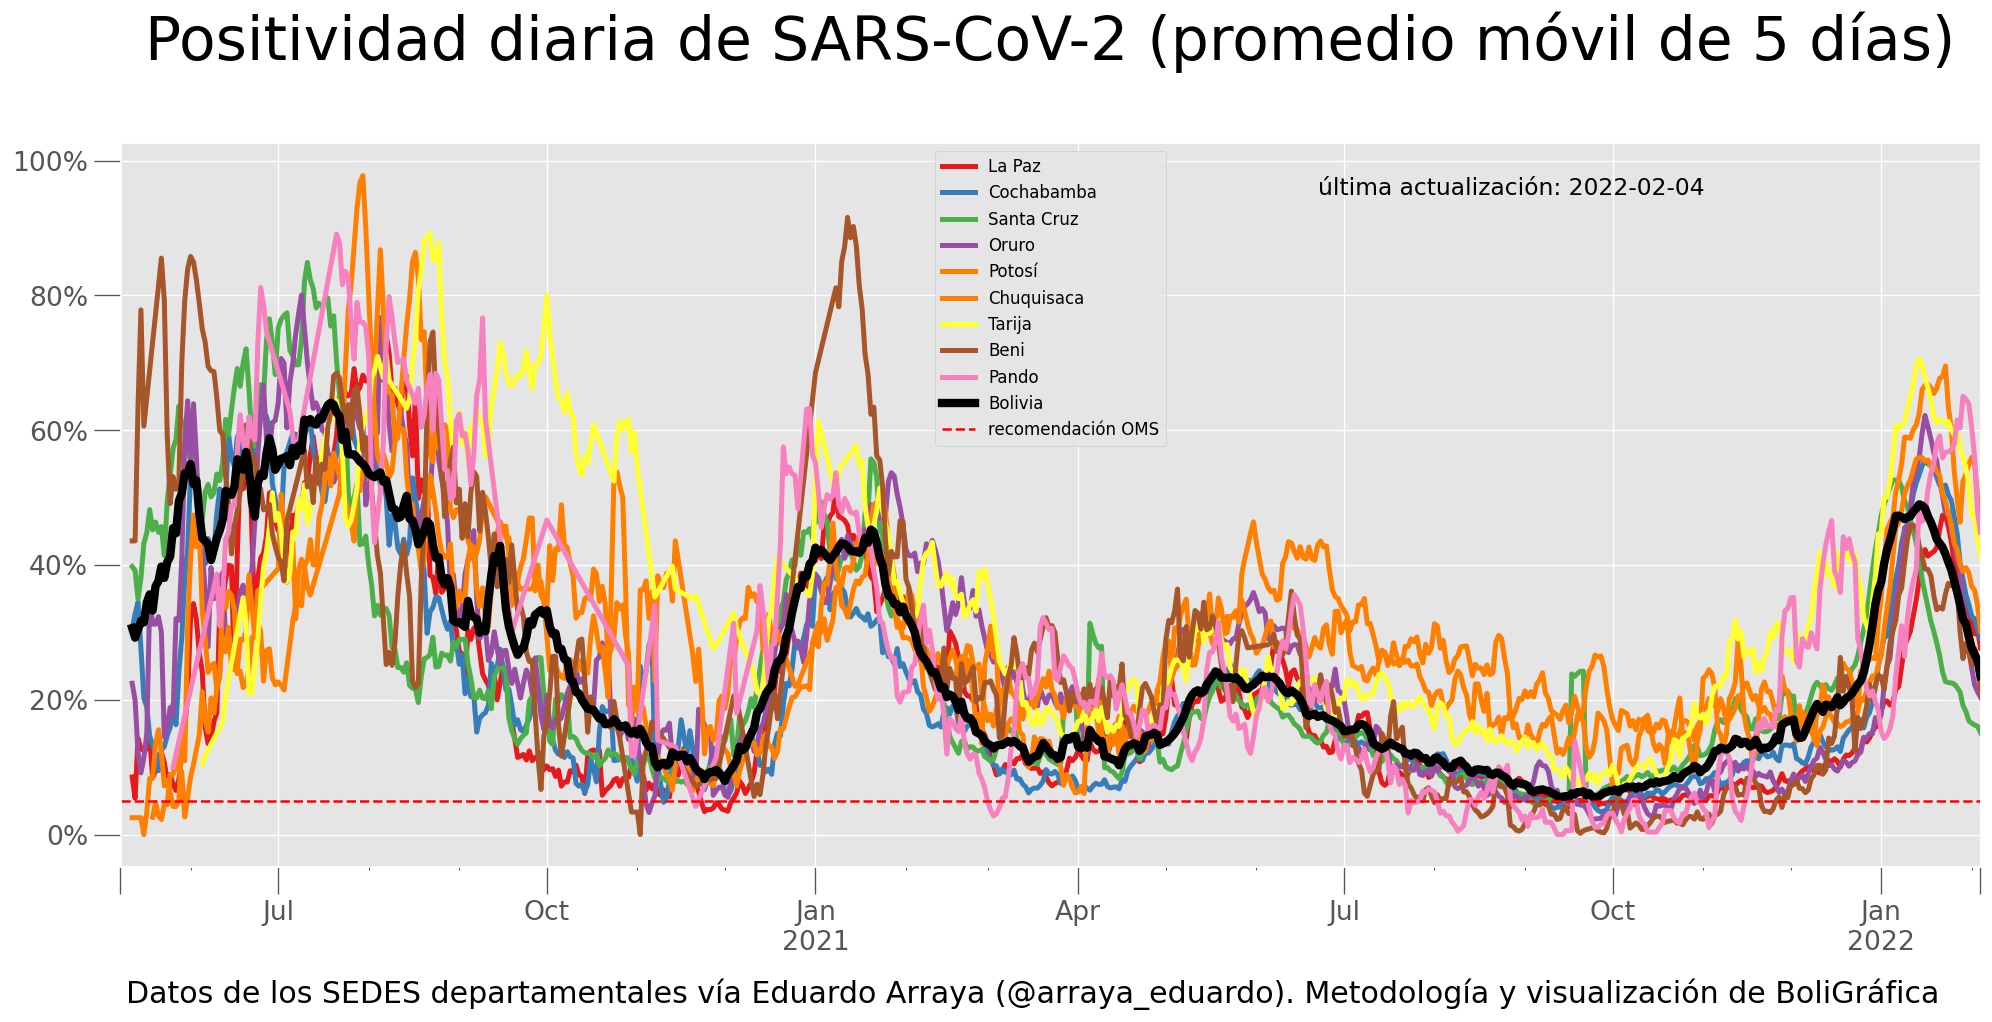 Positividad diaria de SARS-CoV-2 (promedio móvil de 5 días)
100%
80%
60%
40%
20%
0%
La Paz
Cochabamba
Santa Cruz
Oruro
Potosí
Chuquisaca
Tarija
Beni
Pando
Bolivia
recomendación OMS
última actualización: 2022-02-04
Jul
Oct
Jan
2021
Apr
Jul
Oct
Jan
2022
Datos de los SEDES departamentales vía Eduardo Arraya (@arraya_eduardo). Metodología y visualización de BoliGráfica